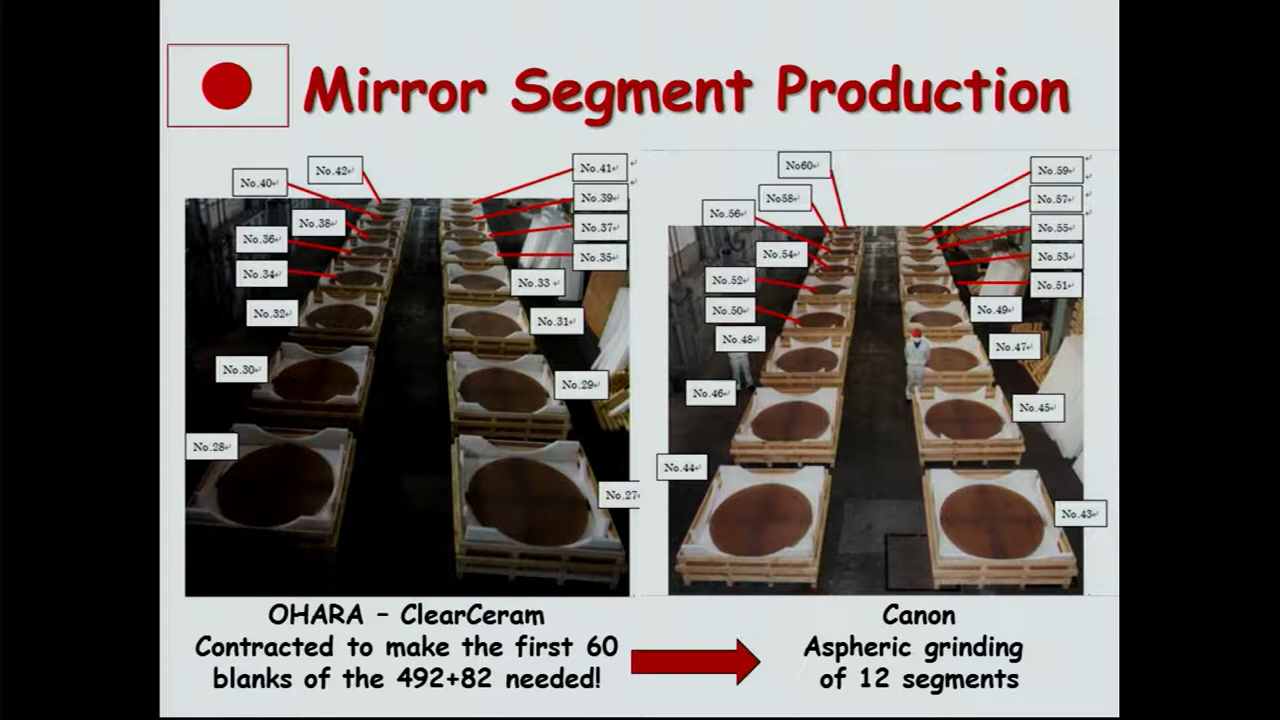 Mirror Segment Production
No.42
No.40
No.38
No.36
No.34
No.32
No.30
No.28
No.41
No.39
No.37
No.35
No.33
No.31
No.29
No.27
No60
No58
No.56
No.54
No.52
No.50
No.48
No.46
No.44
No.59
No.57
No.55
No.53
No.51
No.49
No.47
No.45
No.43
OHARA – ClearCeram
Contracted to make the first 60
blanks of the 492+82 needed!
Canon
Aspheric grinding
of 12 segments